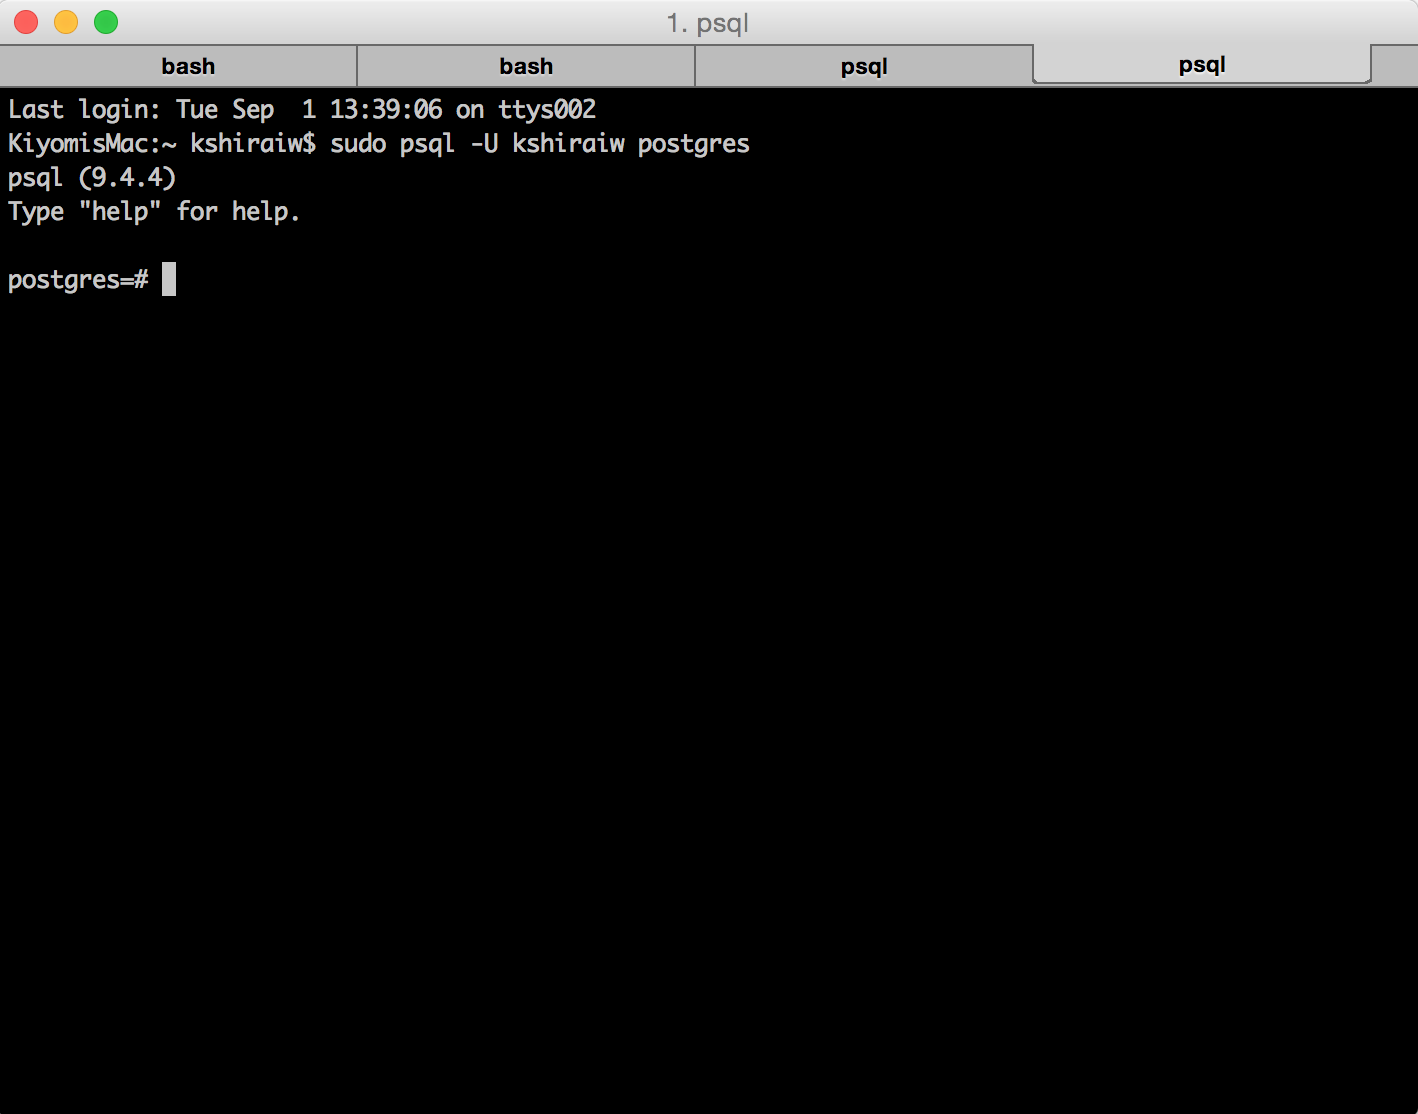 1. psql
bash bash psql psql
Last login: Tue Sep  1 13:39:06 on ttys002
KiyomisMac:~ kshiraiw$ sudo psql -U kshiraiw postgres
psql (9.4.4)
Type "help" for help.
postgres=#